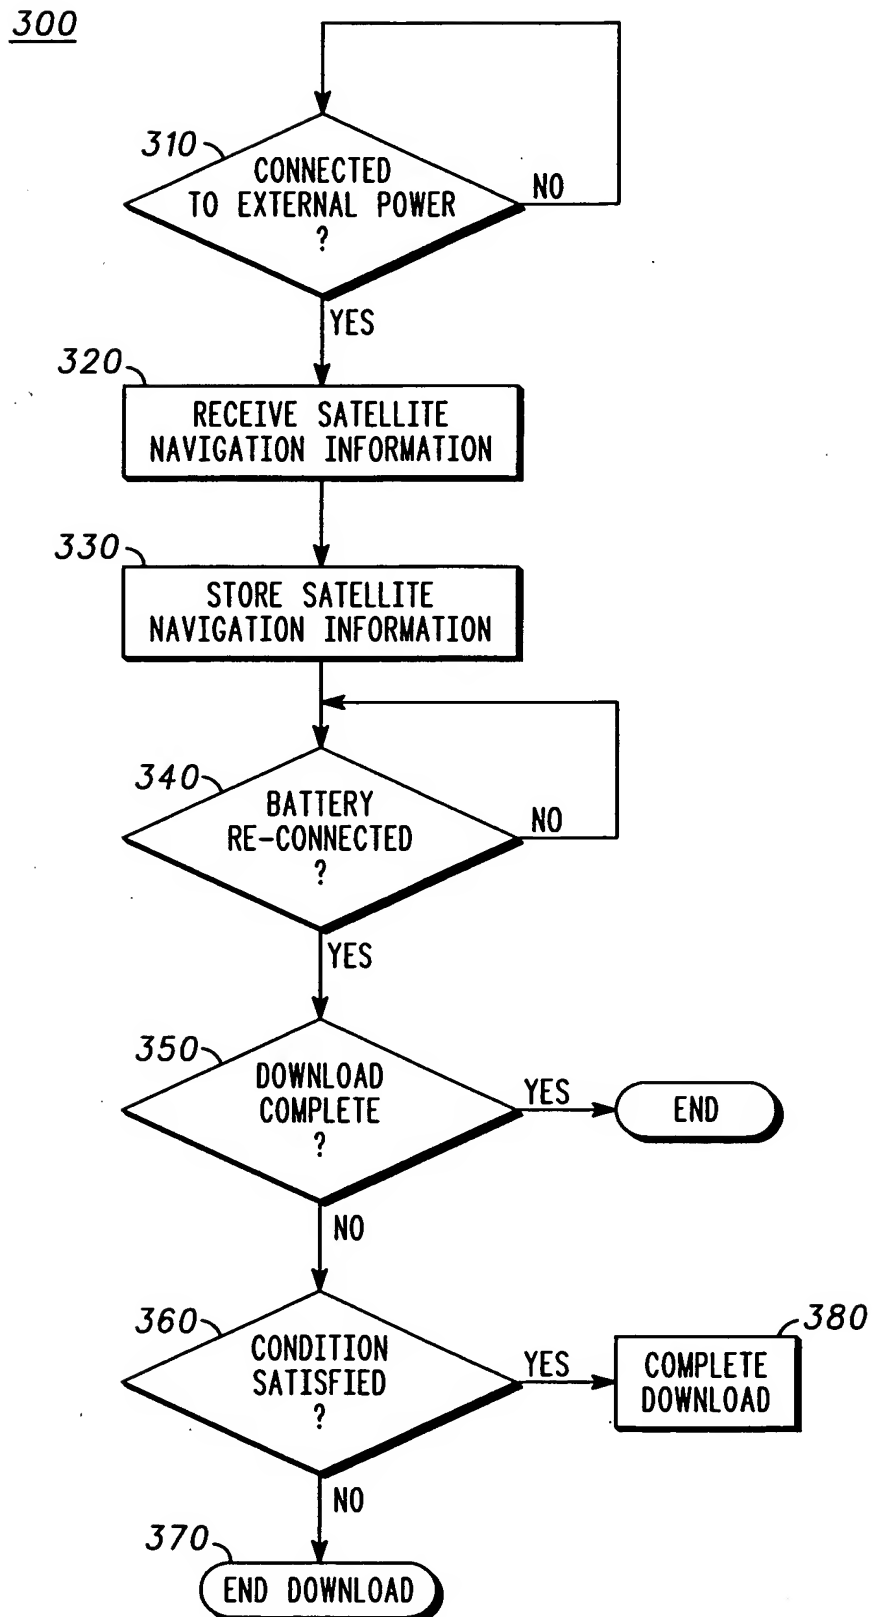 300
310
CONNECTED
TO EXTERNAL POWER
?
NO
YES
320
RECEIVE SATELLITE
NAVIGATION INFORMATION
330
STORE SATELLITE
NAVIGATION INFORMATION
340
BATTERY
RE-CONNECTED
?
NO
YES
350
DOWNLOAD
COMPLETE
?
YES
END
NO
360
CONDITION
SATISFIED
?
YES
380
COMPLETE
DOWNLOAD
NO
370
END DOWNLOAD